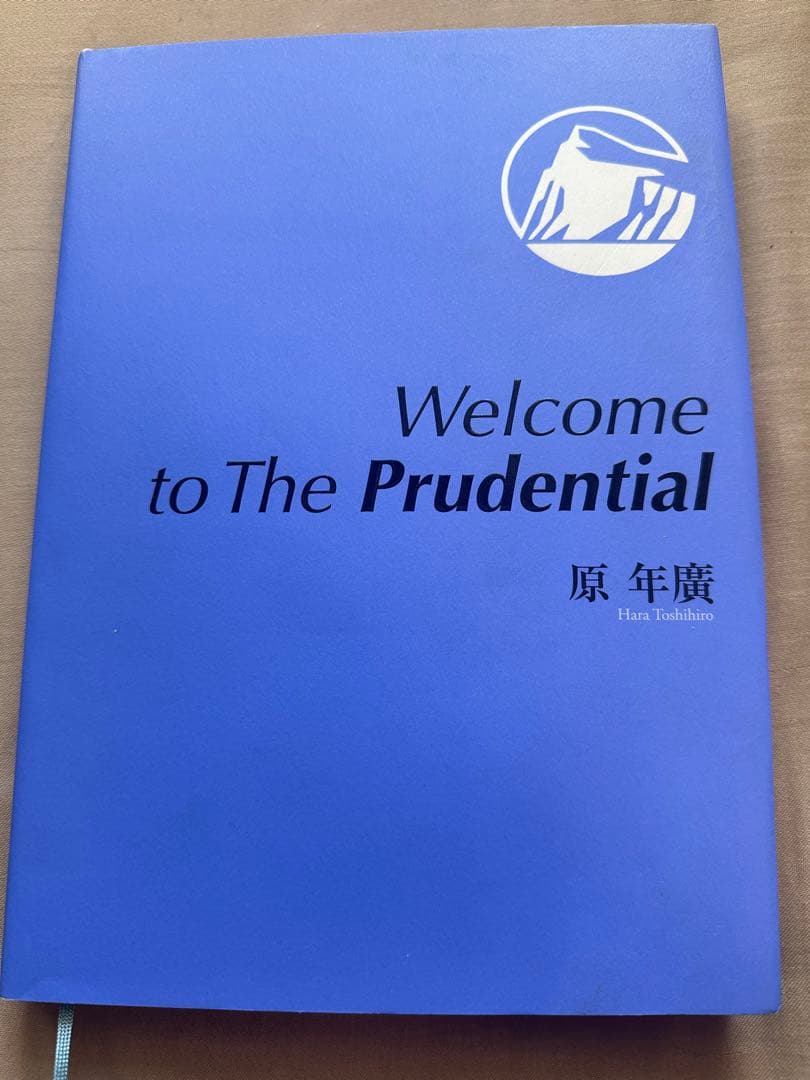 Welcome
to The Prudential
原 年廣
Hara Toshihiro